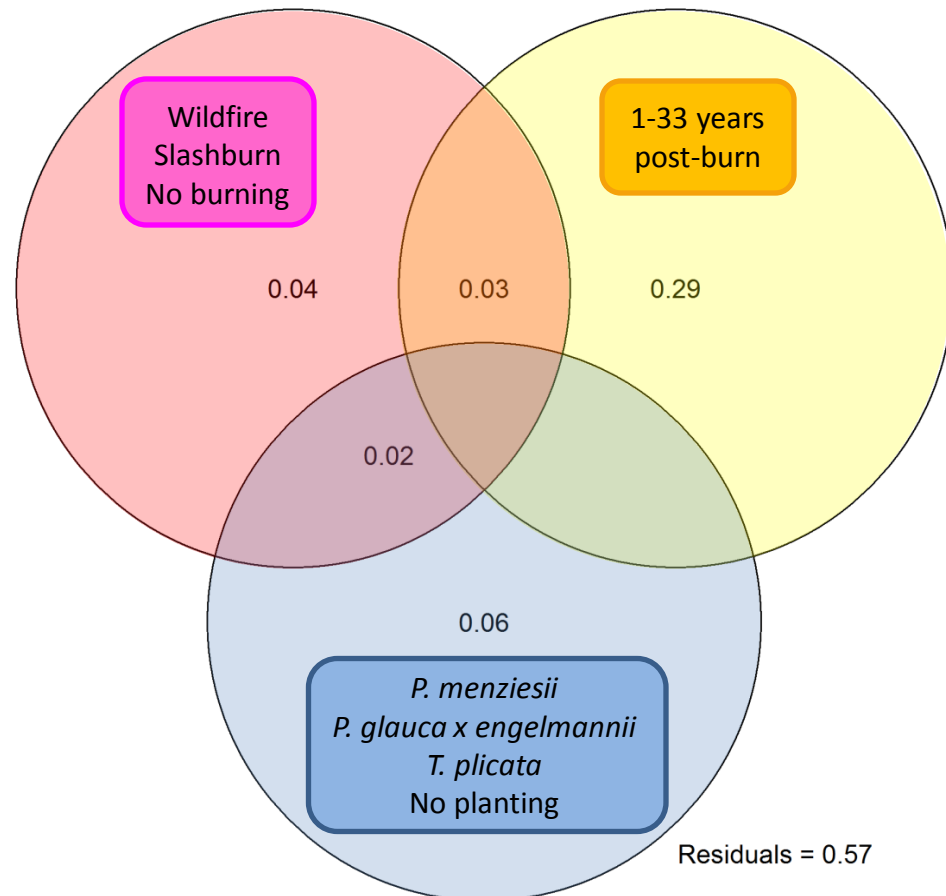 Wildfire
Slashburn
No burning
1-33 years
post-burn
0.04
0.03
0.29
0.02
0.06
P. menziesii
P. glauca x engelmannii
T. plicata
No planting
Residuals = 0.57